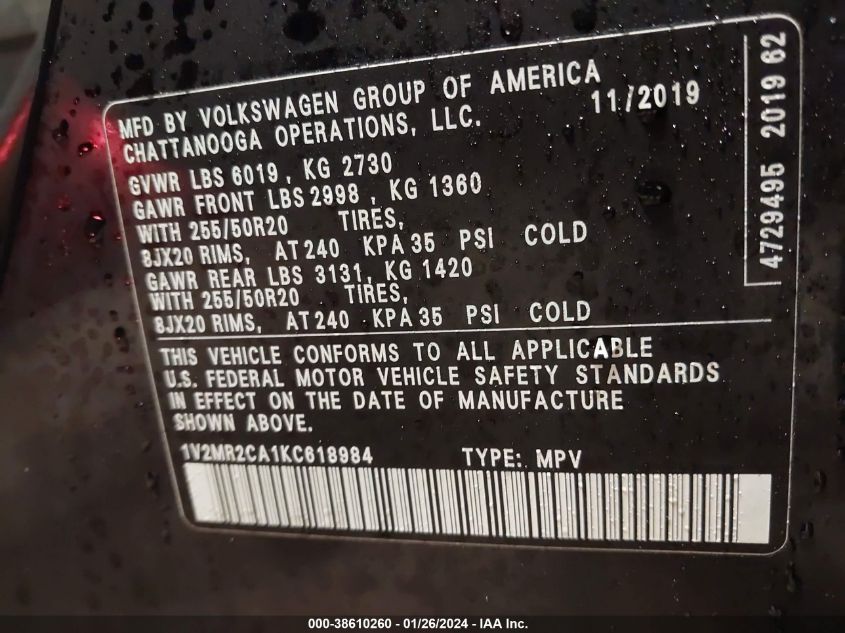 MFD BY VOLKSWAGEN GROUP OF AMERICA
CHATTANOOGA OPERATIONS, LLC.
11/2019
GVWR LBS 6019 , KG 2730
GAWR FRONT LBS 2998 , KG 1360
WITH 255/50R20 TIRES,
8JX20 RIMS, AT 240 KPA 35 PSI COLD
GAWR REAR LBS 3131, KG 1420
WITH 255/50R20 TIRES,
8JX20 RIMS, AT 240 KPA 35 PSI COLD
THIS VEHICLE CONFORMS TO ALL APPLICABLE
U.S. FEDERAL MOTOR VEHICLE SAFETY STANDARDS
IN EFFECT ON THE DATE OF MANUFACTURE
SHOWN ABOVE.
1V2MR2CA1KC618984 TYPE: MPV
4729495 2019 62
000-38610260 | 01/26/2024 - IAA Inc.